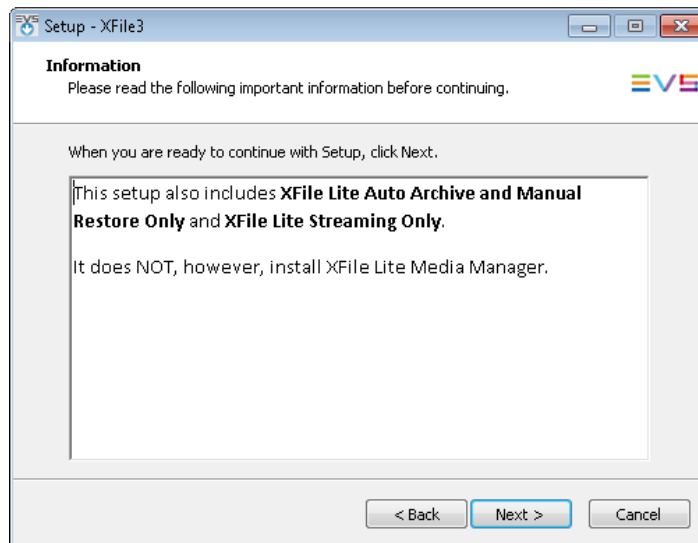 EVS Setup - XFile3
Information
Please read the following important information before continuing.
EVS
When you are ready to continue with Setup, click Next.
This setup also includes XFile Lite Auto Archive and Manual
Restore Only and XFile Lite Streaming Only.
It does NOT, however, install XFile Lite Media Manager.
< Back Next > Cancel